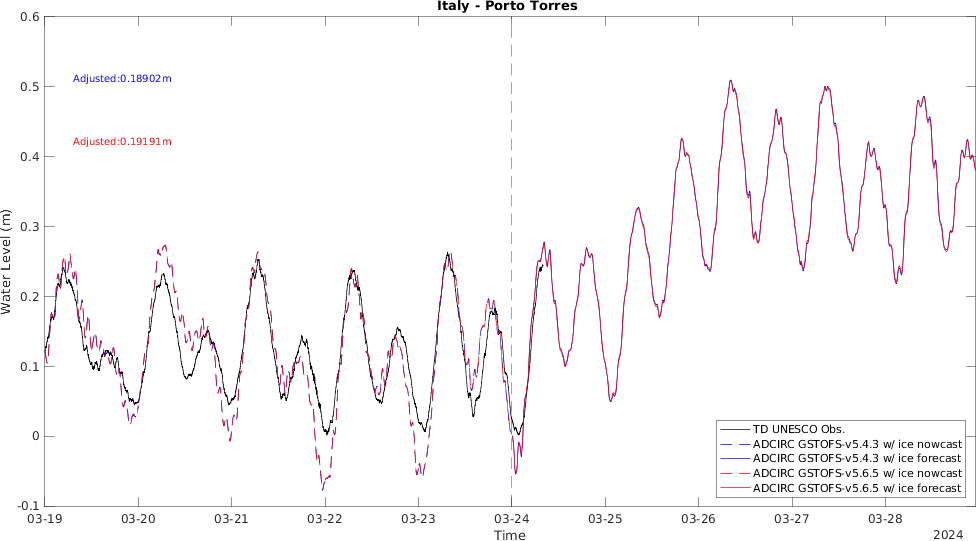 Italy - Porto Torres
0.6
0.5
0.4
0.3
0.2
0.1
0
-0.1
Water Level (m)
Adjusted:0.18902m
Adjusted:0.19191m
TD UNESCO Obs.
ADCIRC GSTOFS-v5.4.3 w/ ice nowcast
ADCIRC GSTOFS-v5.4.3 w/ ice forecast
ADCIRC GSTOFS-v5.6.5 w/ ice nowcast
ADCIRC GSTOFS-v5.6.5 w/ ice forecast
03-19 03-20 03-21 03-22 03-23 03-24 03-25 03-26 03-27 03-28
Time
2024